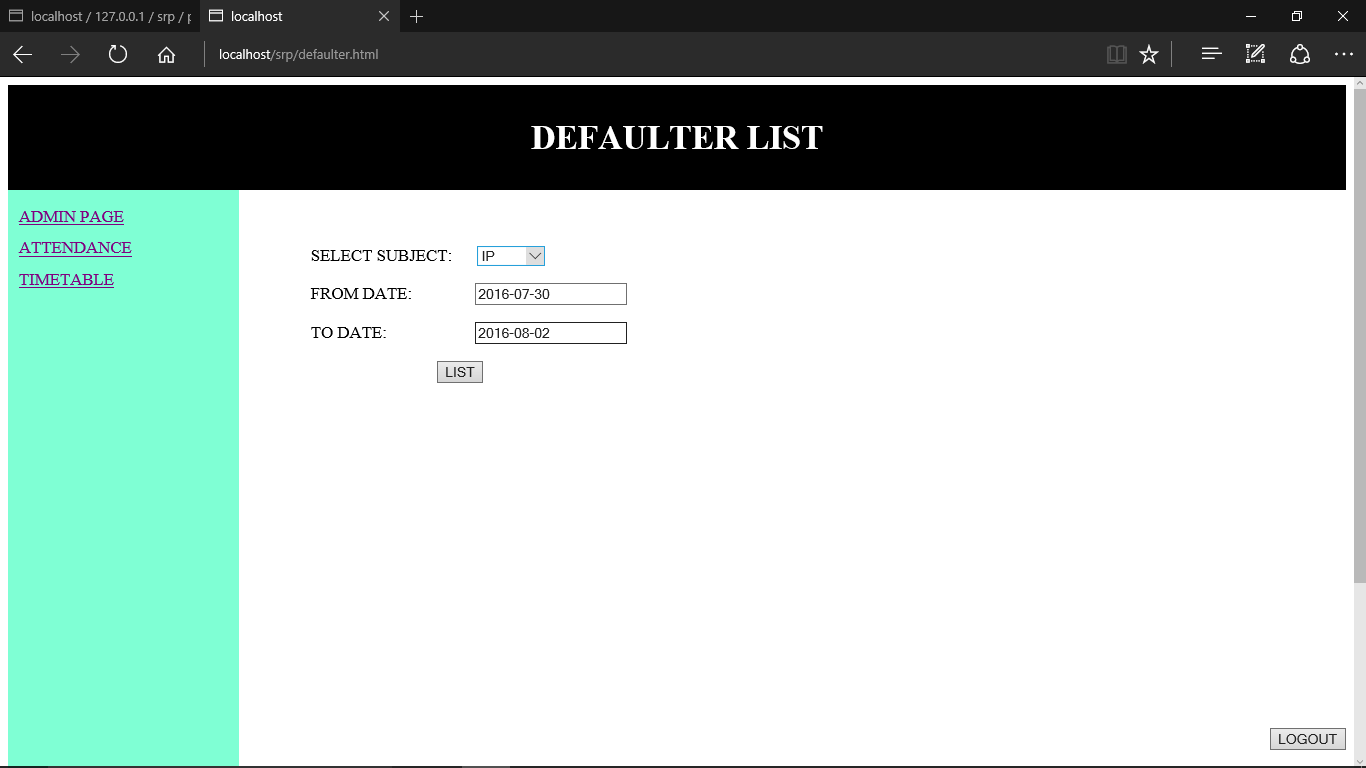 localhost / 127.0.0.1 / srp / p
localhost
localhost/srp/defaulter.html
DEFAULTER LIST
ADMIN PAGE
ATTENDANCE
TIMETABLE
SELECT SUBJECT: IP
FROM DATE: 2016-07-30
TO DATE: 2016-08-02
LIST
LOGOUT